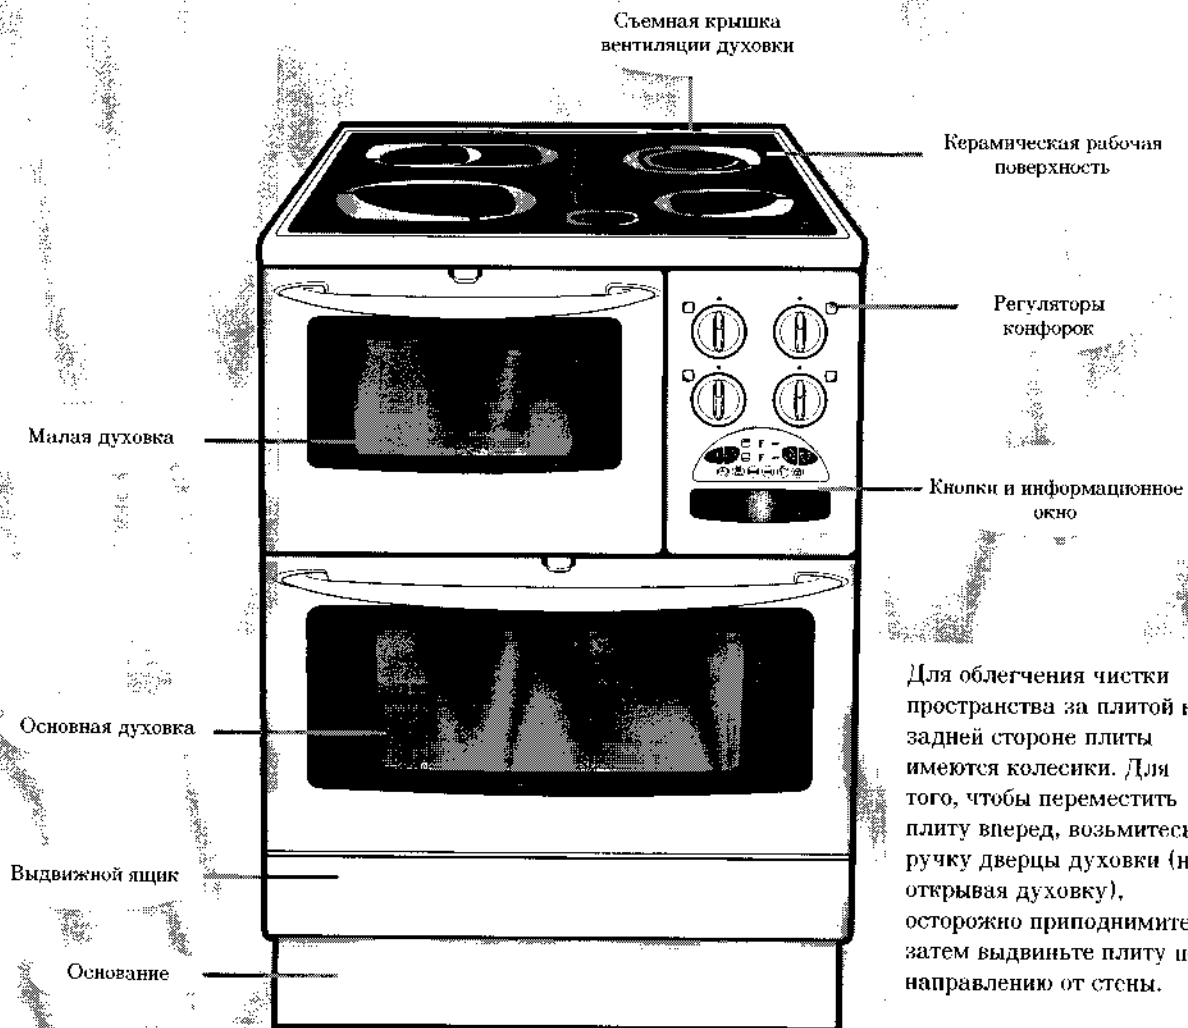 Съемная крышка
вентиляции духовки
Керамическая рабочая
поверхность
Регуляторы
конфорок
Малая духовка
Кнопки и информационное
окно
Основная духовка
Для облегчения чистки
пространства за плитой
задней стороне плиты
имеются колесики. Для
того, чтобы переместить
плиту вперед, возьмитесь
ручку дверцы духовки
открывая духовку),
осторожно приподнимите
затем выдвиньте плиту
направлению от стены.
Выдвижной ящик
Основание